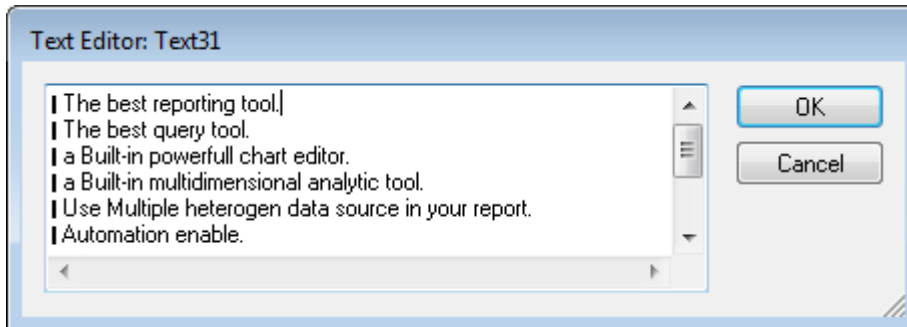 Text Editor: Text31
| The best reporting tool.
| The best query tool.
| a Built-in powerfull chart editor.
| a Built-in multidimensional analytic tool.
| Use Multiple heterogen data source in your report.
| Automation enable.
OK
Cancel